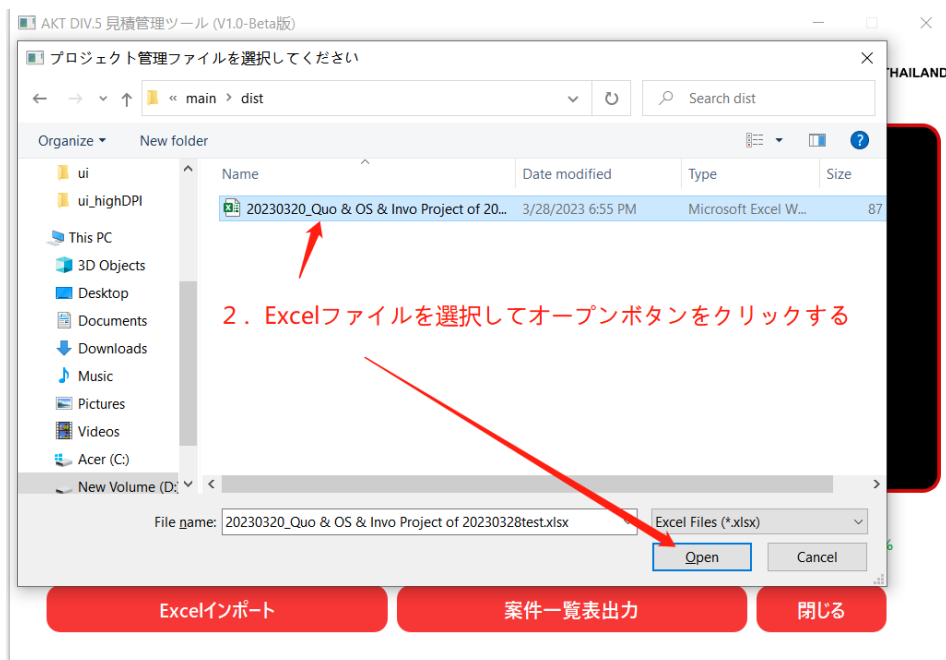 AKT DIV.5 見積管理ツール (V1.0-Beta版)
プロジェクト管理ファイルを選択してください
THAILAND
« main > dist
Search dist
Organize
New folder
ui
ui_highDPI
This PC
3D Objects
Desktop
Documents
Downloads
Music
Pictures
Videos
Acer (C:)
New Volume (D:
Name
Date modified
Type
Size
20230320_Quo & OS & Invo Project of 20...
3/28/2023 6:55 PM
Microsoft Excel W...
87
2．Excelファイルを選択してオープンボタンをクリックする
File name:
20230320_Quo & OS & Invo Project of 20230328test.xlsx
Excel Files (*.xlsx)
%
Open
Cancel
Excelインポート
案件一覧表出力
閉じる